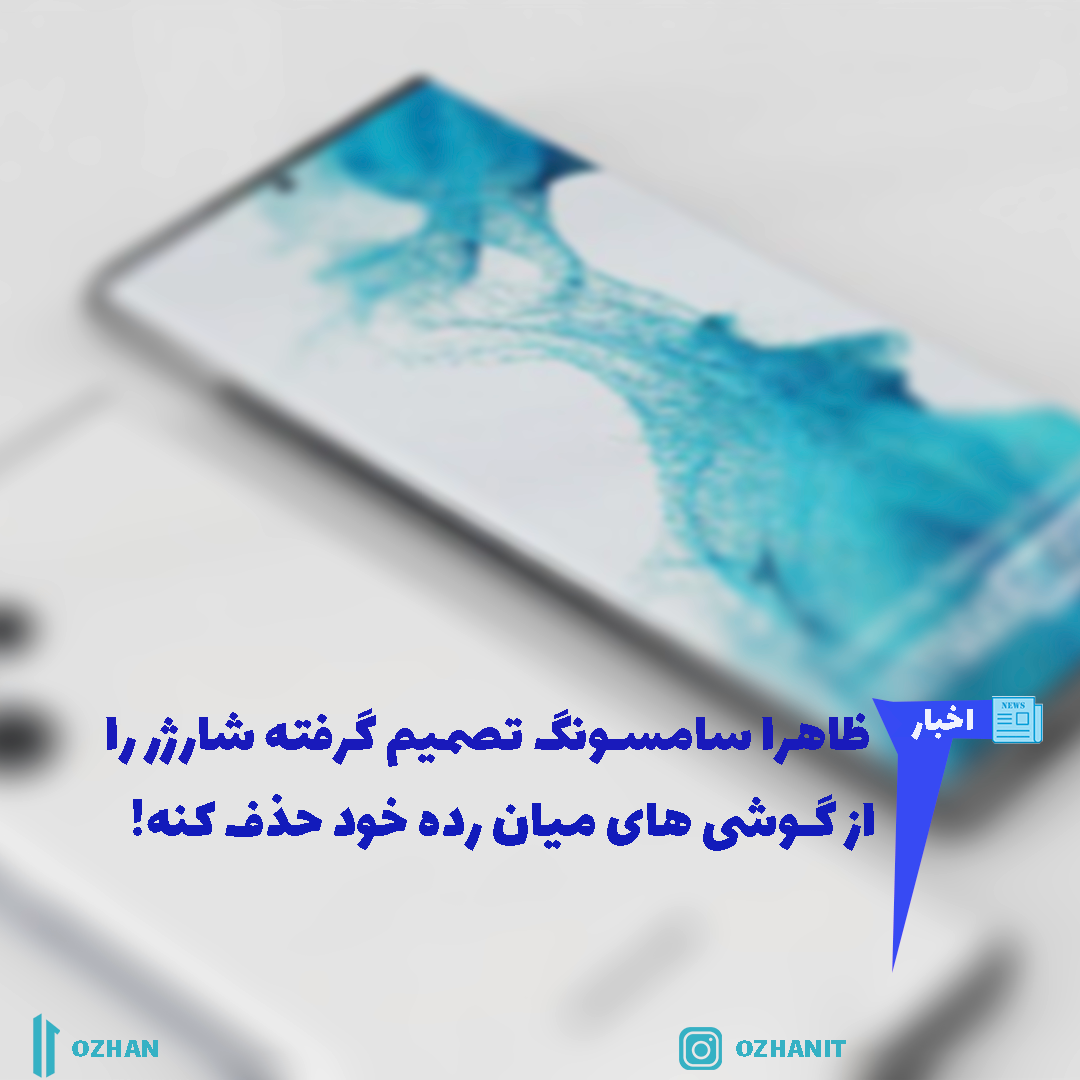 اخبار
NEWS
ظاهرا سامسونگ تصمیم گرفته شارژر را
از گوشی های میان رده خود حذف کنه!
OZHAN
OZHANIT